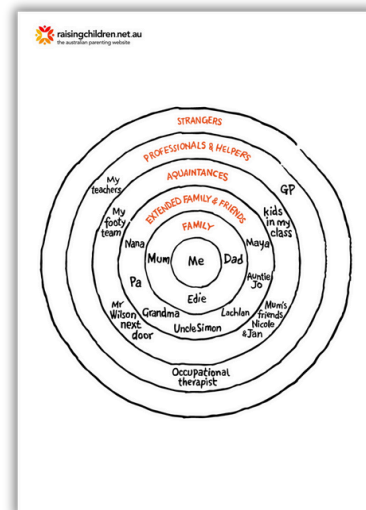 raisingchildren.net.au
the australian parenting website
STRANGERS
PROFESSIONALS & HELPERS
AQUAINTANCES
EXTENDED FAMILY & FRIENDS
FAMILY
My
teachers
GP
My
footy
team
kids
in my
class
Nana
Maya
Mum
Me
Dad
Pa
Auntie
Jo
Edie
Mr
Wilson
next
door
Grandma
Lachlan
Mum's
friends
Nicole
& Jan
Uncle Simon
Occupational
therapist